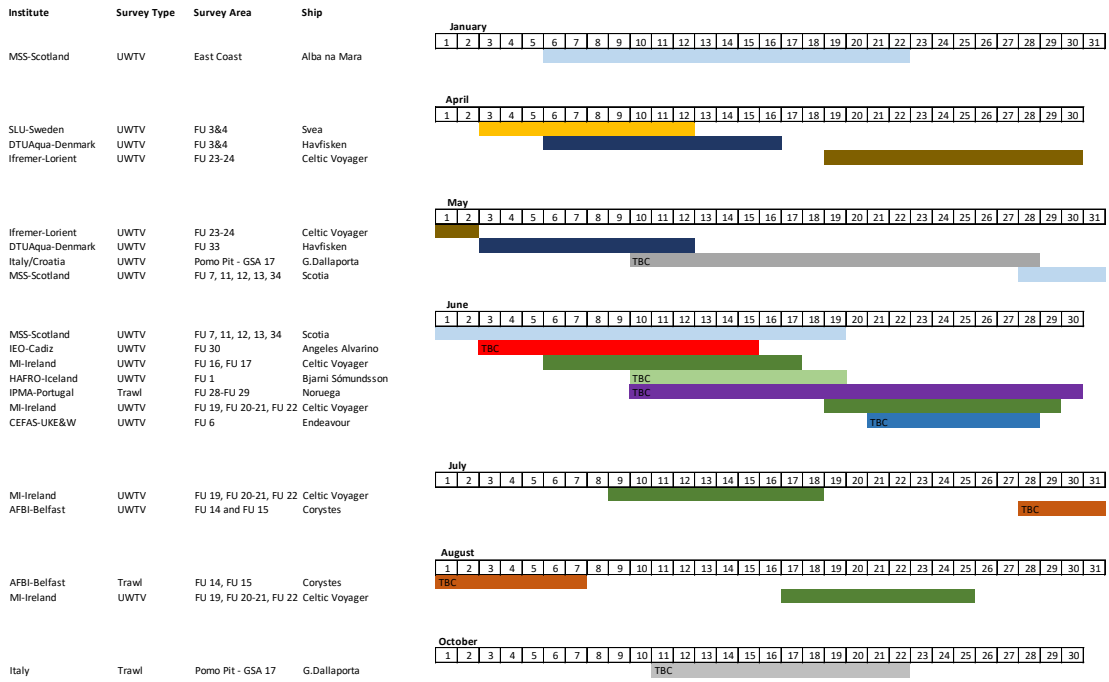 Institute Survey Type Survey Area Ship
January
1 2 3 4 5 6 7 8 9 10 11 12 13 14 15 16 17 18 19 20 21 22 23 24 25 26 27 28 29 30 31
MSS-Scotland UWTV East Coast Alba na Mara
April
1 2 3 4 5 6 7 8 9 10 11 12 13 14 15 16 17 18 19 20 21 22 23 24 25 26 27 28 29 30
SLU-Sweden UWTV FU 3&4 Svea
DTUAqua-Denmark UWTV FU 3&4 Havfisken
Ifremer-Lorient UWTV FU 23-24 Celtic Voyager
May
1 2 3 4 5 6 7 8 9 10 11 12 13 14 15 16 17 18 19 20 21 22 23 24 25 26 27 28 29 30 31
Ifremer-Lorient UWTV FU 23-24 Celtic Voyager
DTUAqua-Denmark UWTV FU 33 Havfisken
Italy/Croatia UWTV Pomo Pit - GSA 17 G.Dallaporta TBC
MSS-Scotland UWTV FU 7, 11, 12, 13, 34 Scotia
June
1 2 3 4 5 6 7 8 9 10 11 12 13 14 15 16 17 18 19 20 21 22 23 24 25 26 27 28 29 30
MSS-Scotland UWTV FU 7, 11, 12, 13, 34 Scotia
IEO-Cadiz UWTV FU 30 Angeles Alvarino TBC
MI-Ireland UWTV FU 16, FU 17 Celtic Voyager
HAFRO-Iceland UWTV FU 1 Bjarni Sómundsson TBC
IPMA-Portugal Trawl FU 28-FU 29 Noruega TBC
MI-Ireland UWTV FU 19, FU 20-21, FU 22 Celtic Voyager
CEFAS-UKE&W UWTV FU 6 Endeavour TBC
July
1 2 3 4 5 6 7 8 9 10 11 12 13 14 15 16 17 18 19 20 21 22 23 24 25 26 27 28 29 30 31
MI-Ireland UWTV FU 19, FU 20-21, FU 22 Celtic Voyager
AFBI-Belfast UWTV FU 14 and FU 15 Corystes TBC
August
1 2 3 4 5 6 7 8 9 10 11 12 13 14 15 16 17 18 19 20 21 22 23 24 25 26 27 28 29 30 31
AFBI-Belfast Trawl FU 14, FU 15 Corystes TBC
MI-Ireland UWTV FU 19, FU 20-21, FU 22 Celtic Voyager
October
1 2 3 4 5 6 7 8 9 10 11 12 13 14 15 16 17 18 19 20 21 22 23 24 25 26 27 28 29 30
Italy Trawl Pomo Pit - GSA 17 G.Dallaporta TBC